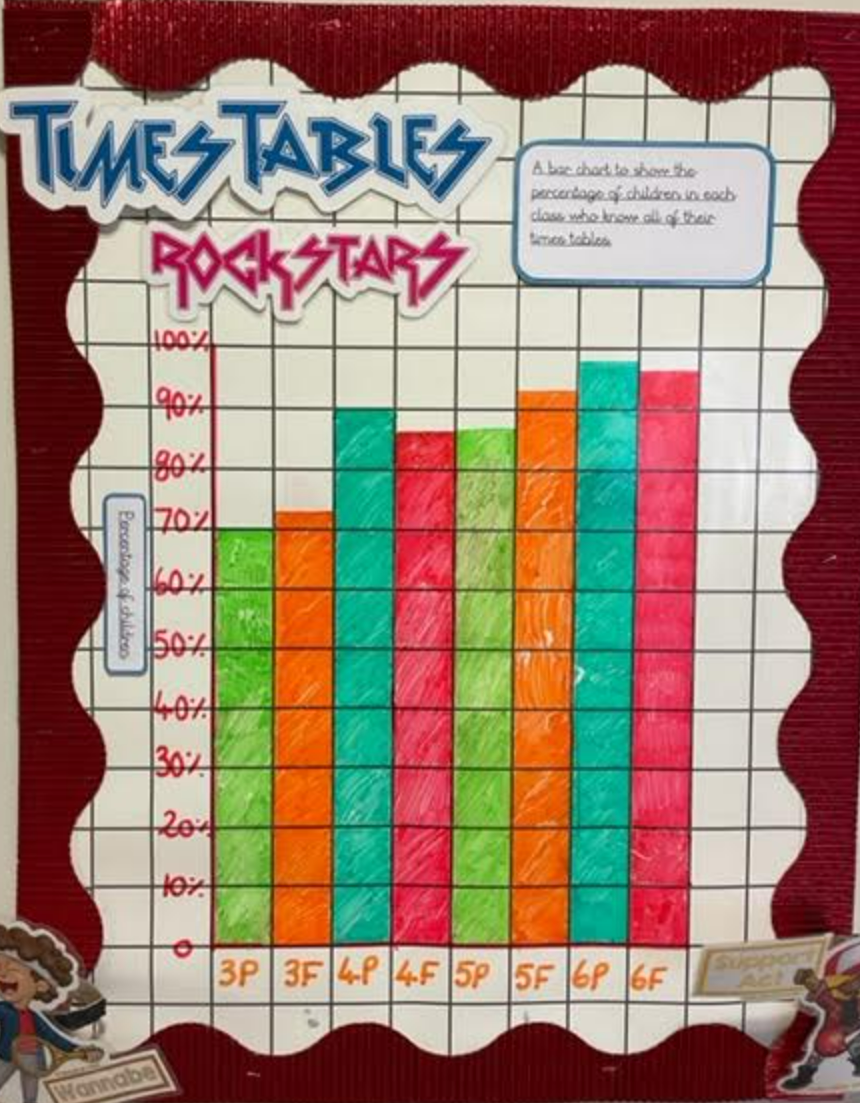 TIMES TABLES
ROCKSTARS
A bar chart to show the
percentage of children in each
class who know all of their
times tables.
100%
90%
80%
70%
60%
50%
40%
30%
20%
10%
0
Percentage of children
3P 3F 4P 4F 5P 5F 6P 6F
Support
Act
Wannabe